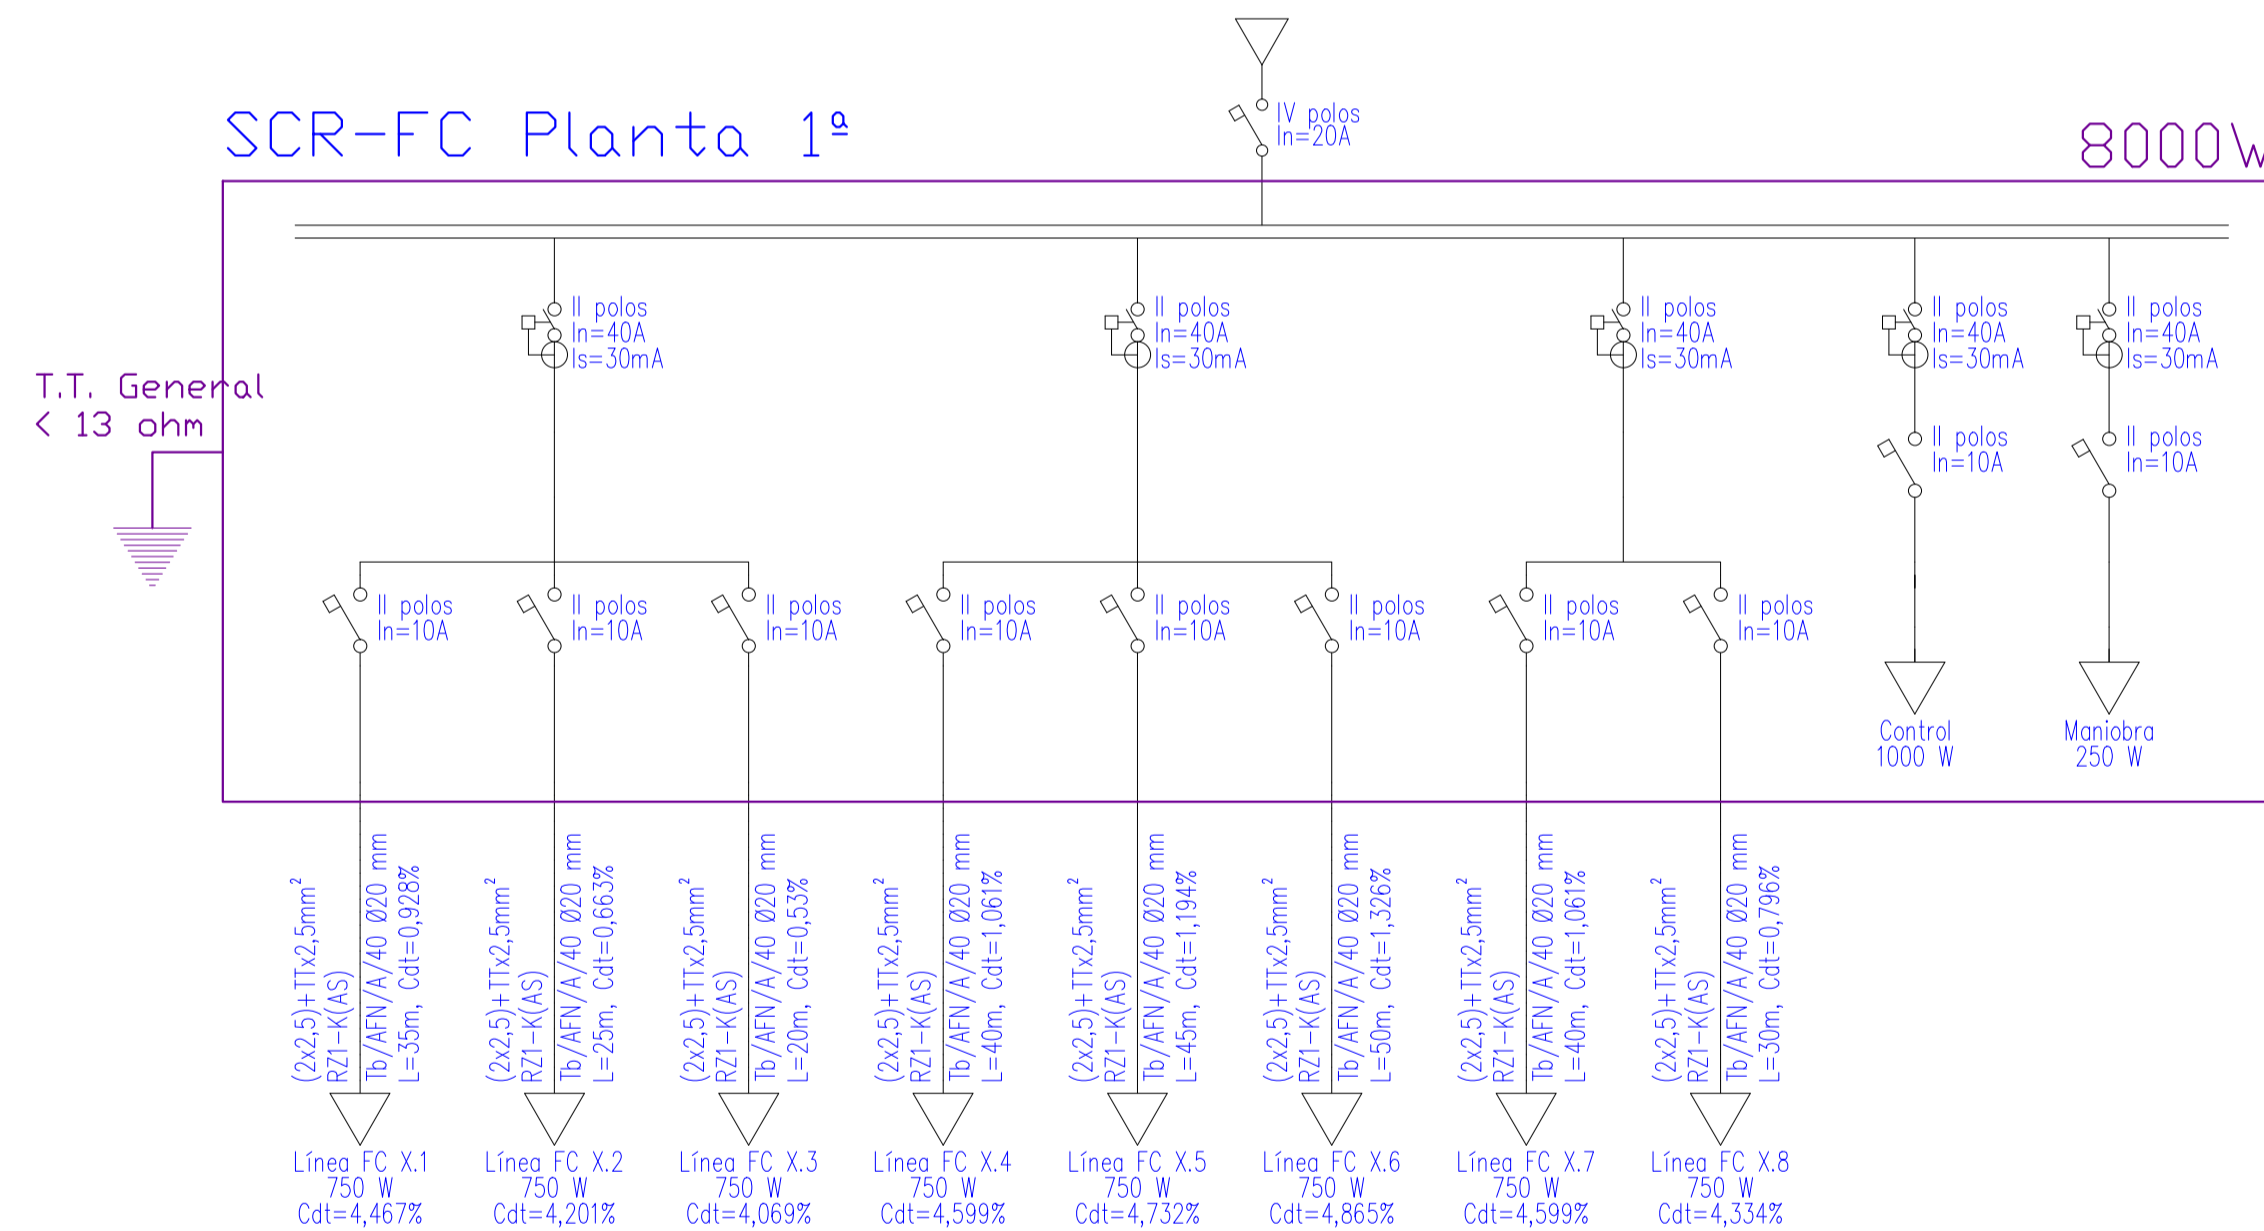 SCR-FC Planta 1ª
8000W
IV polos
In=20A
T.T. General
< 13 ohm
II polos
In=40A
Is=30mA
II polos
In=40A
Is=30mA
II polos
In=40A
Is=30mA
II polos
In=40A
Is=30mA
II polos
In=40A
Is=30mA
II polos
In=10A
II polos
In=10A
II polos
In=10A
II polos
In=10A
II polos
In=10A
II polos
In=10A
II polos
In=10A
II polos
In=10A
II polos
In=10A
II polos
In=10A
Control
1000 W
Maniobra
250 W
(2x2,5)+TTx2,5mm²
RZ1-K(AS)
Tb/AFN/A/40 Ø20 mm
L=35m, Cdt=0,928%
(2x2,5)+TTx2,5mm²
RZ1-K(AS)
Tb/AFN/A/40 Ø20 mm
L=25m, Cdt=0,663%
(2x2,5)+TTx2,5mm²
RZ1-K(AS)
Tb/AFN/A/40 Ø20 mm
L=20m, Cdt=0,53%
(2x2,5)+TTx2,5mm²
RZ1-K(AS)
Tb/AFN/A/40 Ø20 mm
L=40m, Cdt=1,061%
(2x2,5)+TTx2,5mm²
RZ1-K(AS)
Tb/AFN/A/40 Ø20 mm
L=45m, Cdt=1,194%
(2x2,5)+TTx2,5mm²
RZ1-K(AS)
Tb/AFN/A/40 Ø20 mm
L=50m, Cdt=1,326%
(2x2,5)+TTx2,5mm²
RZ1-K(AS)
Tb/AFN/A/40 Ø20 mm
L=40m, Cdt=1,061%
(2x2,5)+TTx2,5mm²
RZ1-K(AS)
Tb/AFN/A/40 Ø20 mm
L=30m, Cdt=0,796%
Línea FC X.1
750 W
Cdt=4,467%
Línea FC X.2
750 W
Cdt=4,201%
Línea FC X.3
750 W
Cdt=4,069%
Línea FC X.4
750 W
Cdt=4,599%
Línea FC X.5
750 W
Cdt=4,732%
Línea FC X.6
750 W
Cdt=4,865%
Línea FC X.7
750 W
Cdt=4,599%
Línea FC X.8
750 W
Cdt=4,334%